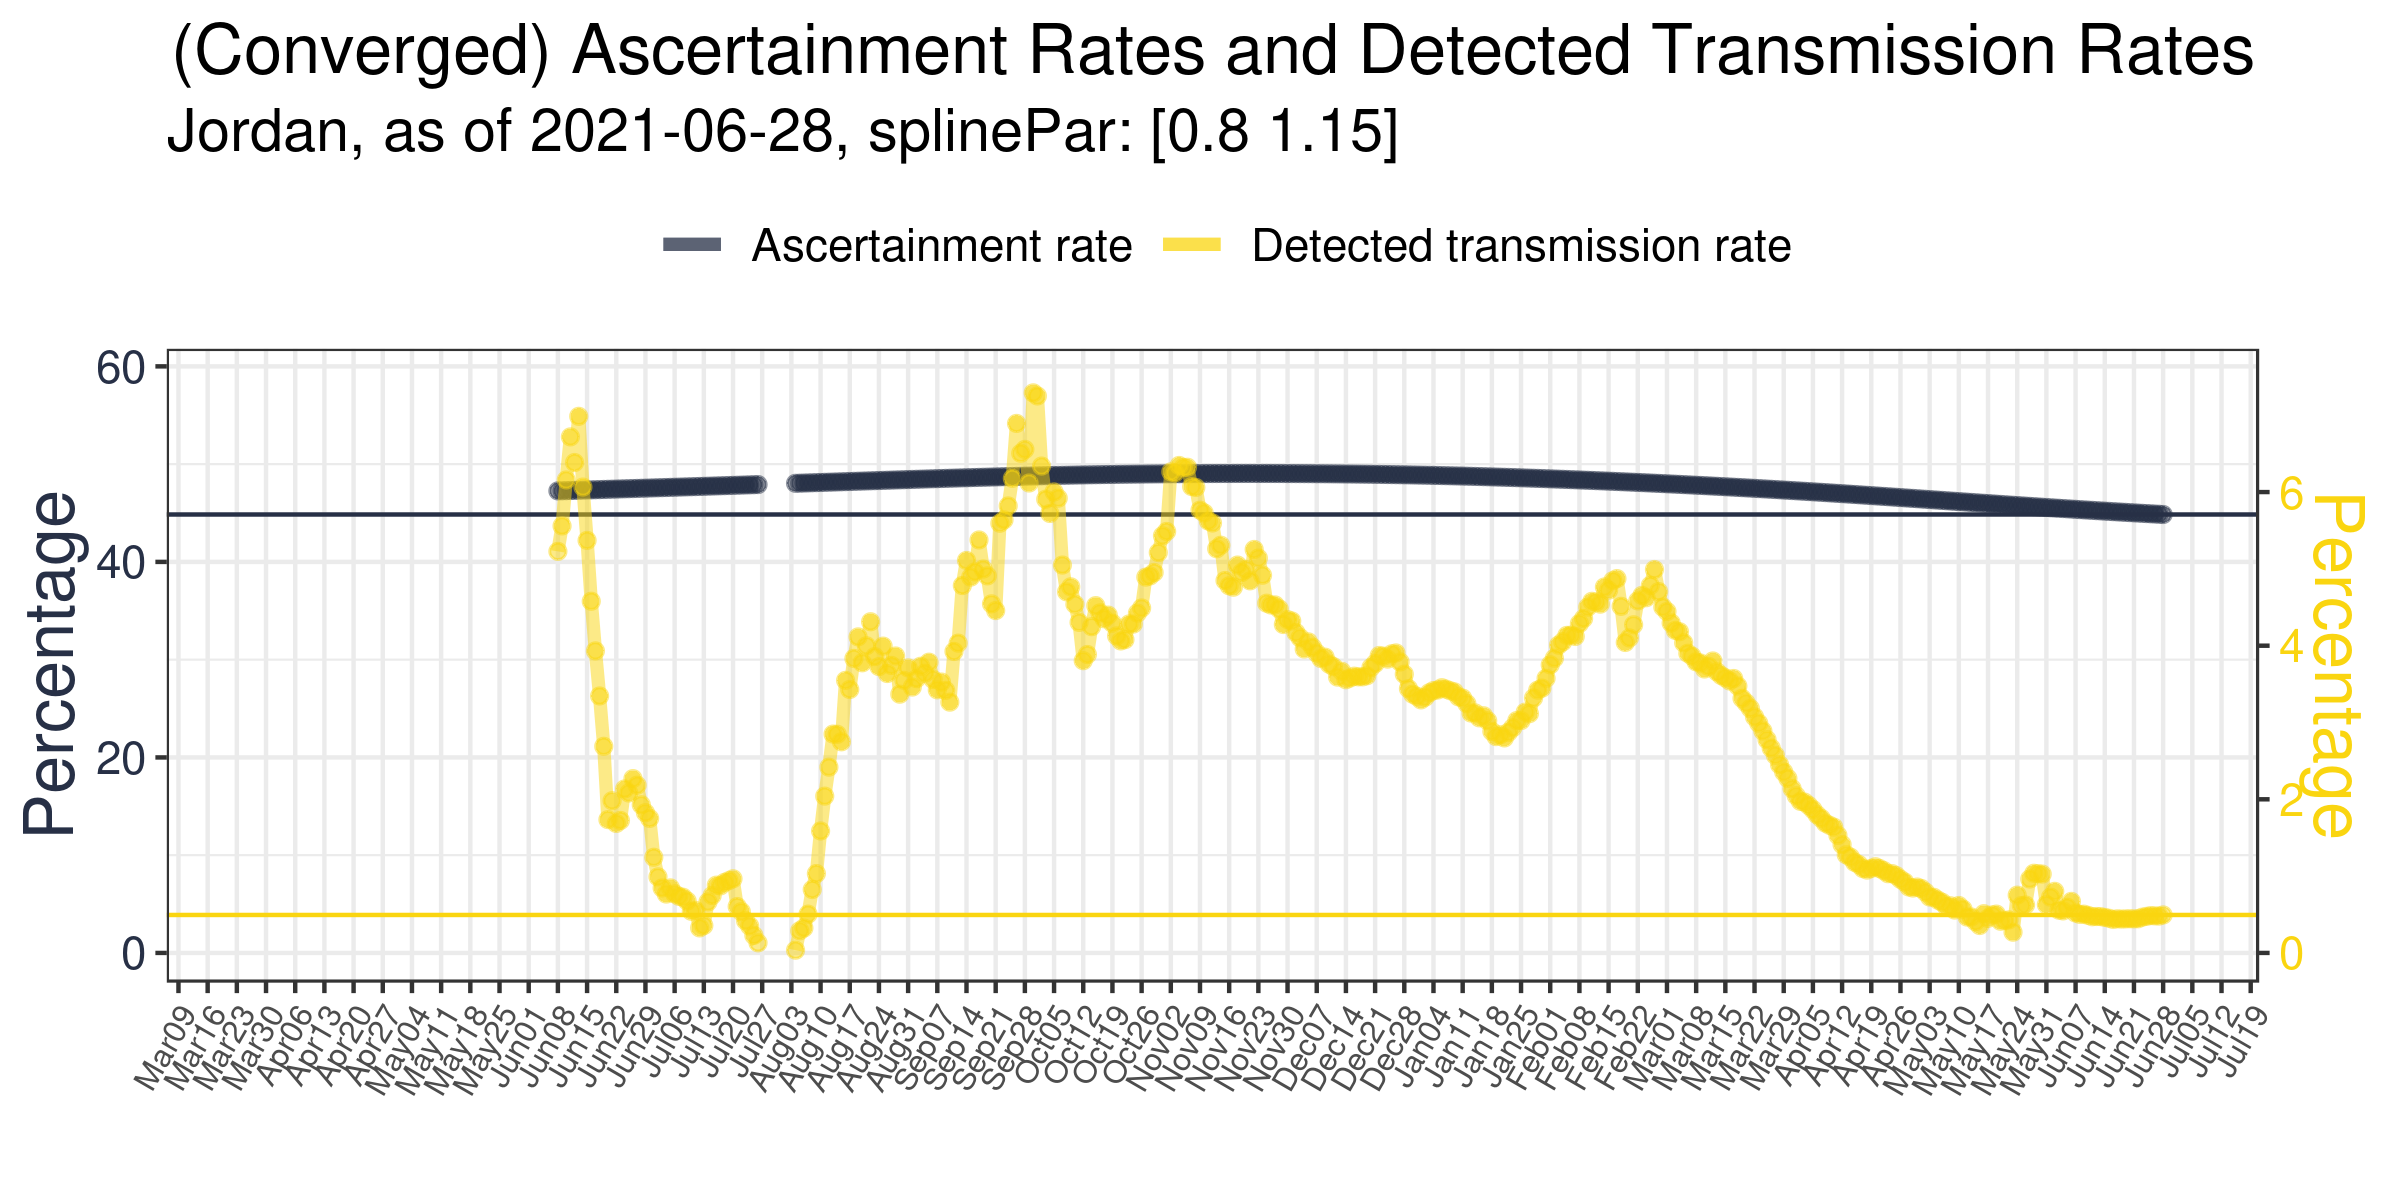 (Converged) Ascertainment Rates and Detected Transmission Rates
Jordan, as of 2021-06-28, splinePar: [0.8 1.15]
Ascertainment rate
Detected transmission rate
Percentage
60
40
20
0
6
4
2
0
Percentage
Mar09
Mar16
Mar23
Mar30
Apr06
Apr13
Apr20
Apr27
May04
May11
May18
May25
Jun01
Jun08
Jun15
Jun22
Jun29
Jul06
Jul13
Jul20
Jul27
Aug03
Aug10
Aug17
Aug24
Aug31
Sep07
Sep14
Sep21
Sep28
Oct05
Oct12
Oct19
Oct26
Nov02
Nov09
Nov16
Nov23
Nov30
Dec07
Dec14
Dec21
Dec28
Jan04
Jan11
Jan18
Jan25
Feb01
Feb08
Feb15
Feb22
Mar01
Mar08
Mar15
Mar22
Mar29
Apr05
Apr12
Apr19
Apr26
May03
May10
May17
May24
May31
Jun07
Jun14
Jun21
Jun28
Jul05
Jul12
Jul19